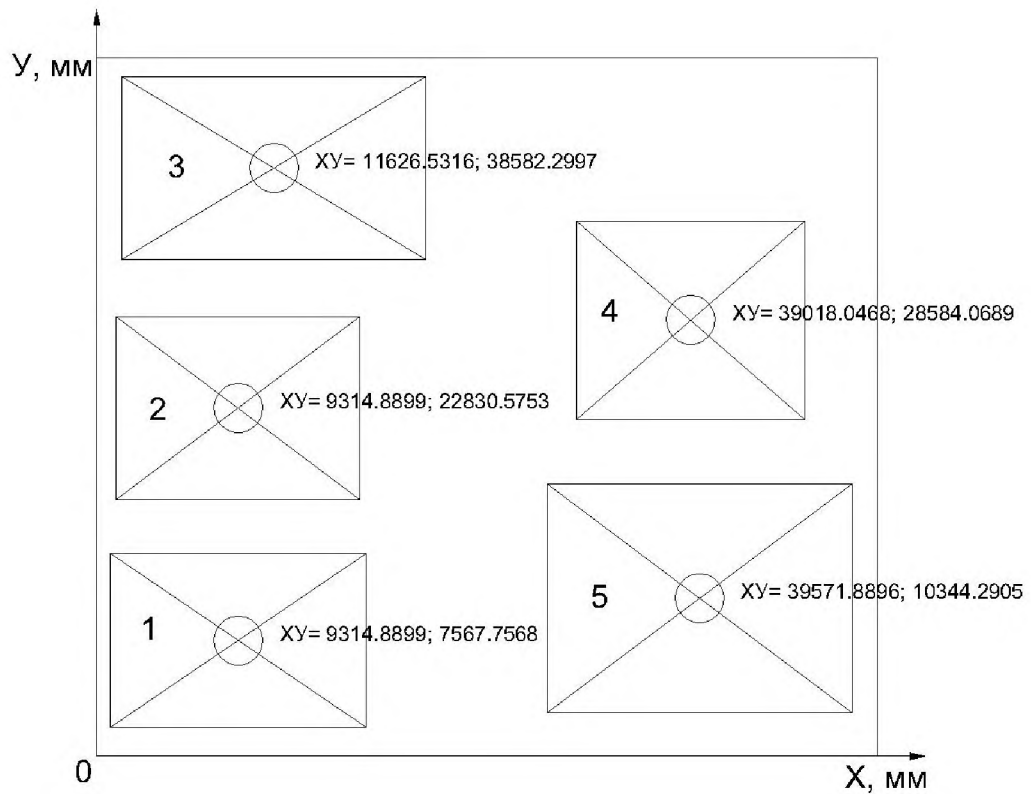 У, мм
3
ХУ= 11626.5316; 38582.2997
4
ХУ= 39018.0468; 28584.0689
2
ХУ= 9314.8899; 22830.5753
5
ХУ= 39571.8896; 10344.2905
1
ХУ= 9314.8899; 7567.7568
0
Х, мм